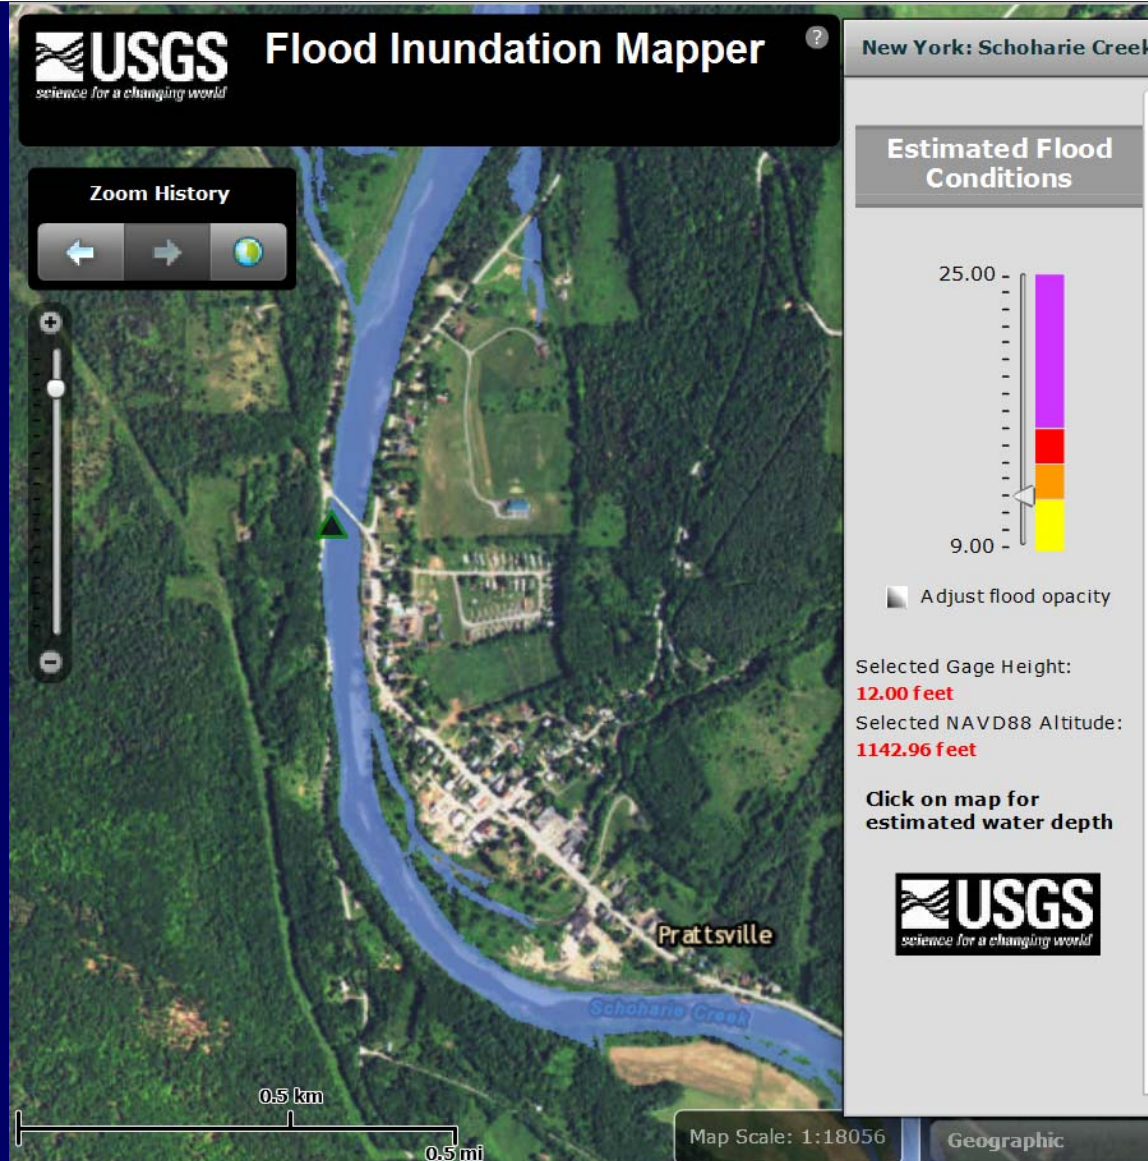 USGS
science for a changing world
Flood Inundation Mapper
?
New York: Schoharie Creek
Zoom History
Estimated Flood
Conditions
25.00
9.00
Adjust flood opacity
Selected Gage Height:
12.00 feet
Selected NAVD88 Altitude:
1142.96 feet
Click on map for
estimated water depth
USGS
science for a changing world
Prattsville
Schoharie Creek
0.5 km
0.5 mi
Map Scale: 1:18056
Geographic